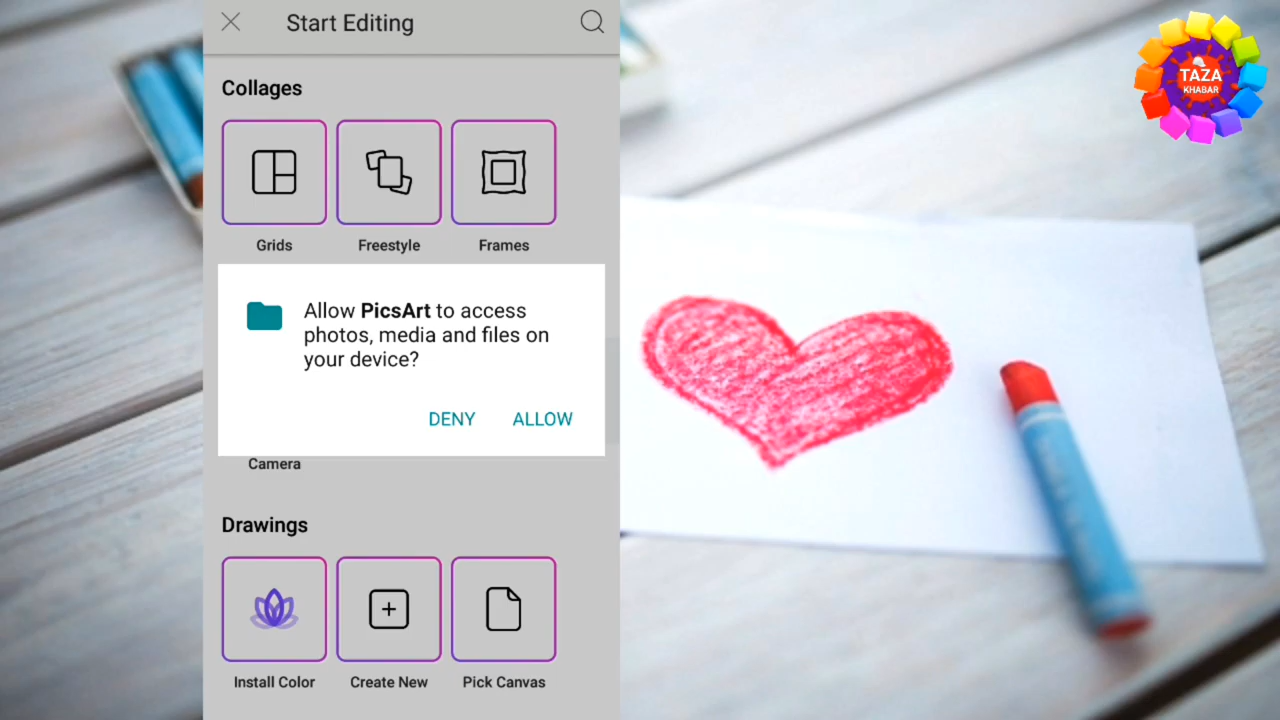 Start Editing
Collages
Grids
Freestyle
Frames
Allow PicsArt to access
photos, media and files on
your device?
DENY
ALLOW
Camera
Drawings
Install Color
Create New
Pick Canvas
TAZA
KHABAR